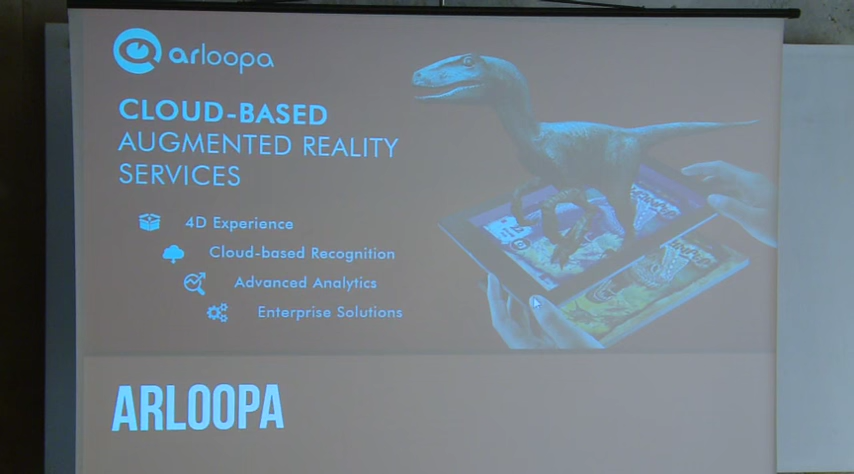 arloopa
CLOUD-BASED
AUGMENTED REALITY
SERVICES
4D Experience
Cloud-based Recognition
Advanced Analytics
Enterprise Solutions
ARLOOPA